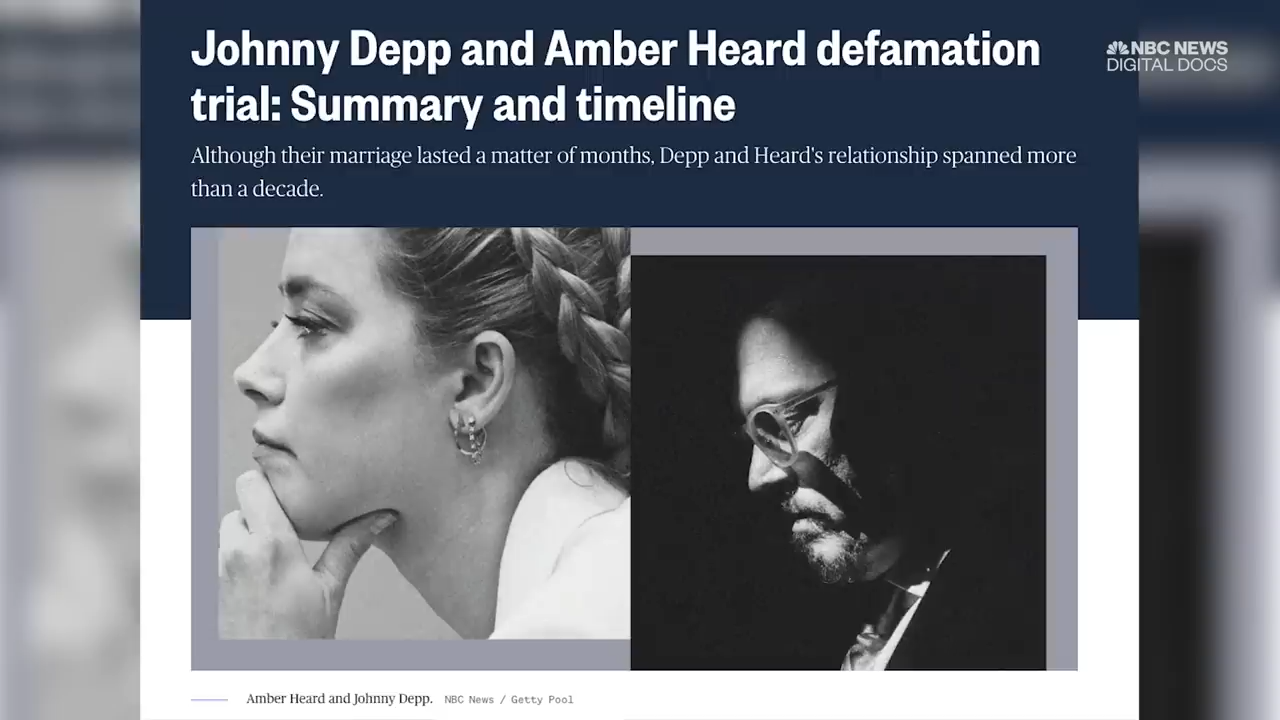 Johnny Depp and Amber Heard defamation
trial: Summary and timeline
NBC NEWS
DIGITAL DOCS
Although their marriage lasted a matter of months, Depp and Heard's relationship spanned more
than a decade.
Amber Heard and Johnny Depp. NBC News / Getty Pool